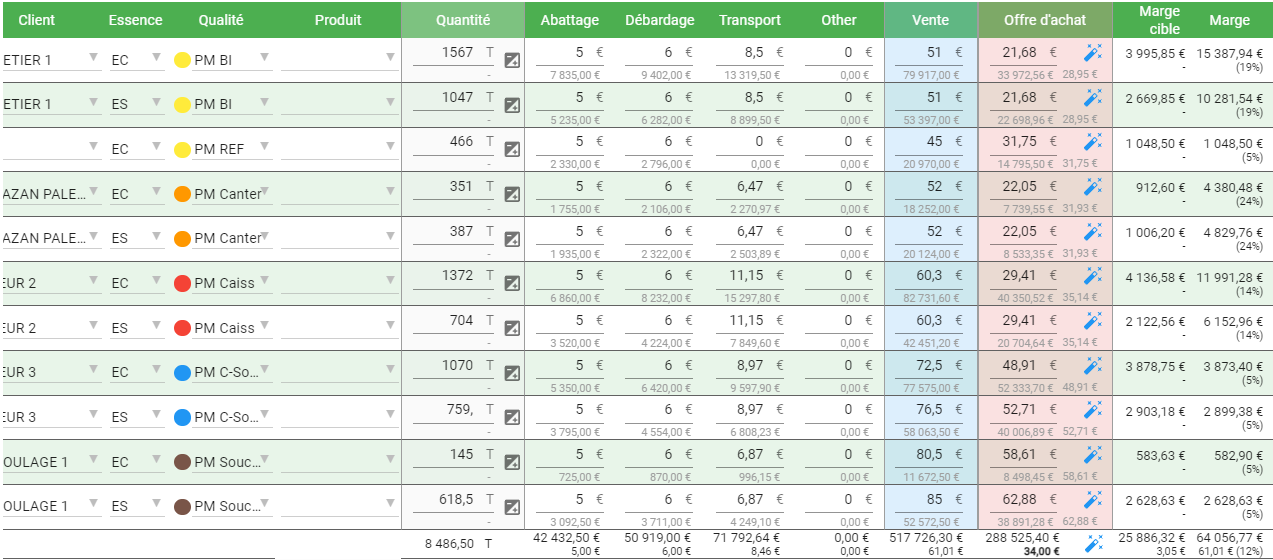 Client Essence Qualité Produit Quantité Abattage Débardage Transport Other Vente Offre d'achat Marge cible Marge
ETIER 1 EC PM BI 1567 T 5 € 6 € 8,5 € 0 € 51 € 21,68 € 3 995,85 € 15 387,94 €
- 7 835,00 € 9 402,00 € 13 319,50 € 0,00 € 79 917,00 € 33 972,56 € 28,95 € - (19%)
ETIER 1 ES PM BI 1047 T 5 € 6 € 8,5 € 0 € 51 € 21,68 € 2 669,85 € 10 281,54 €
- 5 235,00 € 6 282,00 € 8 899,50 € 0,00 € 53 397,00 € 22 698,96 € 28,95 € - (19%)
EC PM REF 466 T 5 € 6 € 0 € 0 € 45 € 31,75 € 1 048,50 € 1 048,50 €
- 2 330,00 € 2 796,00 € 0,00 € 0,00 € 20 970,00 € 14 795,50 € 31,75 € - (5%)
AZAN PALE... EC PM Canter 351 T 5 € 6 € 6,47 € 0 € 52 € 22,05 € 912,60 € 4 380,48 €
- 1 755,00 € 2 106,00 € 2 270,97 € 0,00 € 18 252,00 € 7 739,55 € 31,93 € - (24%)
AZAN PALE... ES PM Canter 387 T 5 € 6 € 6,47 € 0 € 52 € 22,05 € 1 006,20 € 4 829,76 €
- 1 935,00 € 2 322,00 € 2 503,89 € 0,00 € 20 124,00 € 8 533,35 € 31,93 € - (24%)
EUR 2 EC PM Caiss 1372 T 5 € 6 € 11,15 € 0 € 60,3 € 29,41 € 4 136,58 € 11 991,28 €
- 6 860,00 € 8 232,00 € 15 297,80 € 0,00 € 82 731,60 € 40 350,52 € 35,14 € - (14%)
EUR 2 ES PM Caiss 704 T 5 € 6 € 11,15 € 0 € 60,3 € 29,41 € 2 122,56 € 6 152,96 €
- 3 520,00 € 4 224,00 € 7 849,60 € 0,00 € 42 451,20 € 20 704,64 € 35,14 € - (14%)
EUR 3 EC PM C-So... 1070 T 5 € 6 € 8,97 € 0 € 72,5 € 48,91 € 3 878,75 € 3 873,40 €
- 5 350,00 € 6 420,00 € 9 597,90 € 0,00 € 77 575,00 € 52 333,70 € 48,91 € - (5%)
EUR 3 ES PM C-So... 759, T 5 € 6 € 8,97 € 0 € 76,5 € 52,71 € 2 903,18 € 2 899,38 €
- 3 795,00 € 4 554,00 € 6 808,23 € 0,00 € 58 063,50 € 40 006,89 € 52,71 € - (5%)
OULAGE 1 EC PM Souc... 145 T 5 € 6 € 6,87 € 0 € 80,5 € 58,61 € 583,63 € 582,90 €
- 725,00 € 870,00 € 996,15 € 0,00 € 11 672,50 € 8 498,45 € 58,61 € - (5%)
OULAGE 1 ES PM Souc... 618,5 T 5 € 6 € 6,87 € 0 € 85 € 62,88 € 2 628,63 € 2 628,63 €
- 3 092,50 € 3 711,00 € 4 249,10 € 0,00 € 52 572,50 € 38 891,28 € 62,88 € - (5%)
8 486,50 T 42 432,50 € 50 919,00 € 71 792,64 € 0,00 € 517 726,30 € 288 525,40 € 25 886,32 € 64 056,77 €
5,00 € 6,00 € 8,46 € 0,00 € 61,01 € 34,00 € 3,05 € 61,01 € (12%)